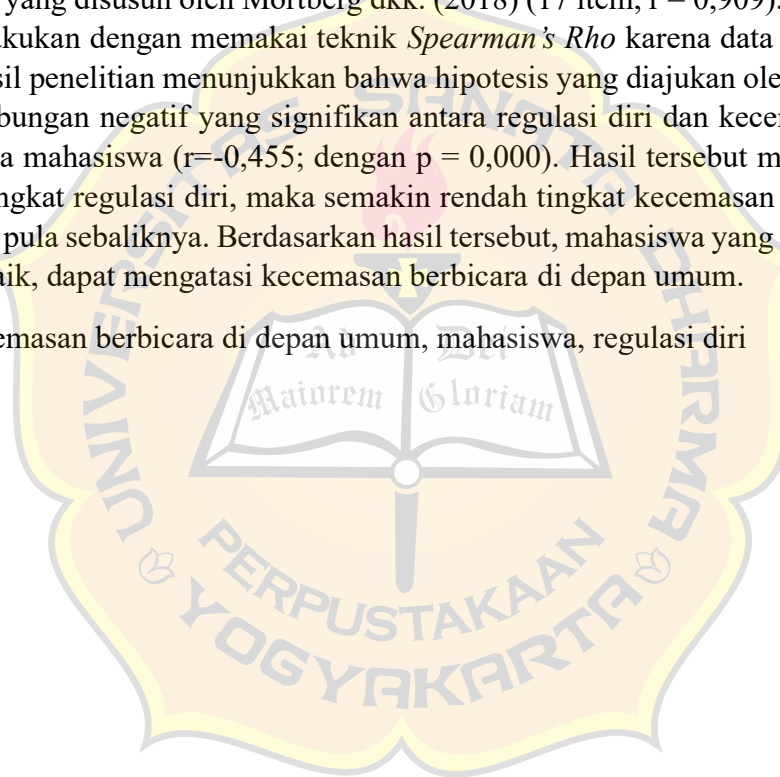 yang disusun oleh Mörtberg dkk. (2018) (17 item, r = 0,909).
akukan dengan memakai teknik Spearman's Rho karena data
sil penelitian menunjukkan bahwa hipotesis yang diajukan ole
bungan negatif yang signifikan antara regulasi diri dan kecem
a mahasiswa (r=-0,455; dengan p = 0,000). Hasil tersebut m
ngkat regulasi diri, maka semakin rendah tingkat kecemasan
pula sebaliknya. Berdasarkan hasil tersebut, mahasiswa yang
aik, dapat mengatasi kecemasan berbicara di depan umum.
emasan berbicara di depan umum, mahasiswa, regulasi diri
UNIVERSITAS SANATA DHARMA
Ad Dei
Maiorem Gloriam
PERPUSTAKAAN
YOGYAKARTA